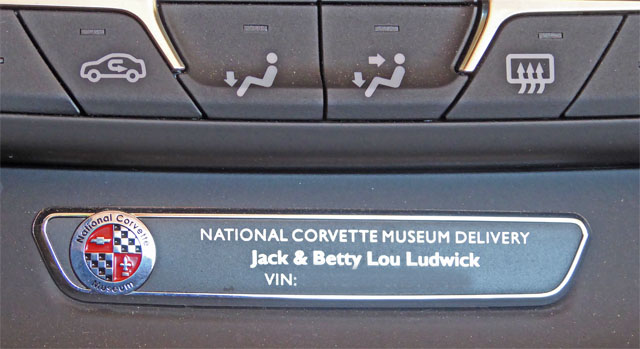 National Corvette
Museum
NATIONAL CORVETTE MUSEUM DELIVERY
Jack & Betty Lou Ludwick
VIN: